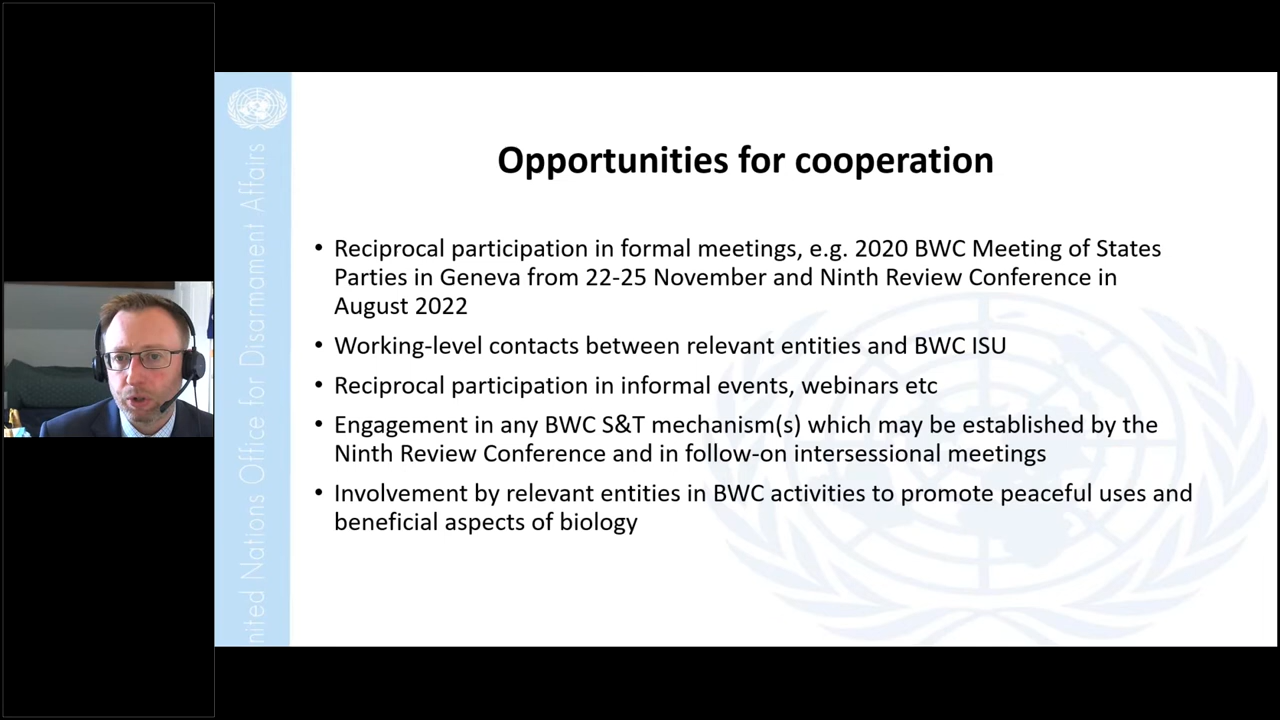 United Nations Office for Disarmament Affairs
Opportunities for cooperation
• Reciprocal participation in formal meetings, e.g. 2020 BWC Meeting of States
Parties in Geneva from 22-25 November and Ninth Review Conference in
August 2022
• Working-level contacts between relevant entities and BWC ISU
• Reciprocal participation in informal events, webinars etc
• Engagement in any BWC S&T mechanism(s) which may be established by the
Ninth Review Conference and in follow-on intersessional meetings
• Involvement by relevant entities in BWC activities to promote peaceful uses and
beneficial aspects of biology